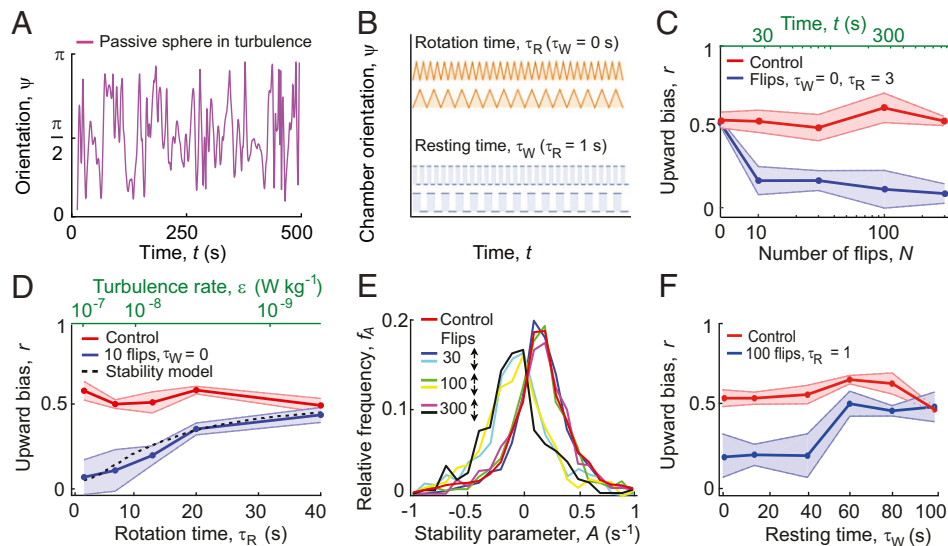 A
Passive sphere in turbulence
Orientation, ψ
π
π
2
0
0
250
500
Time, t (s)
B
Chamber orientation, ψ
Rotation time, τR (τW = 0 s)
Resting time, τW (τR = 1 s)
Time, t
C
Time, t (s)
30
300
Control
Flips, τW = 0, τR = 3
Upward bias, r
1
0.5
0
0
10
100
Number of flips, N
D
Turbulence rate, ε (W kg-1)
10-7
10-8
10-9
Control
10 flips, τW = 0
Stability model
Upward bias, r
1
0.5
0
0
10
20
30
40
Rotation time, τR (s)
E
Control
Flips
30
100
300
Relative frequency, fA
0.2
0.1
0
-1
-0.5
0
0.5
1
Stability parameter, A (s-1)
F
Control
100 flips, τR = 1
Upward bias, r
1
0.5
0
0
20
40
60
80
100
Resting time, τW (s)